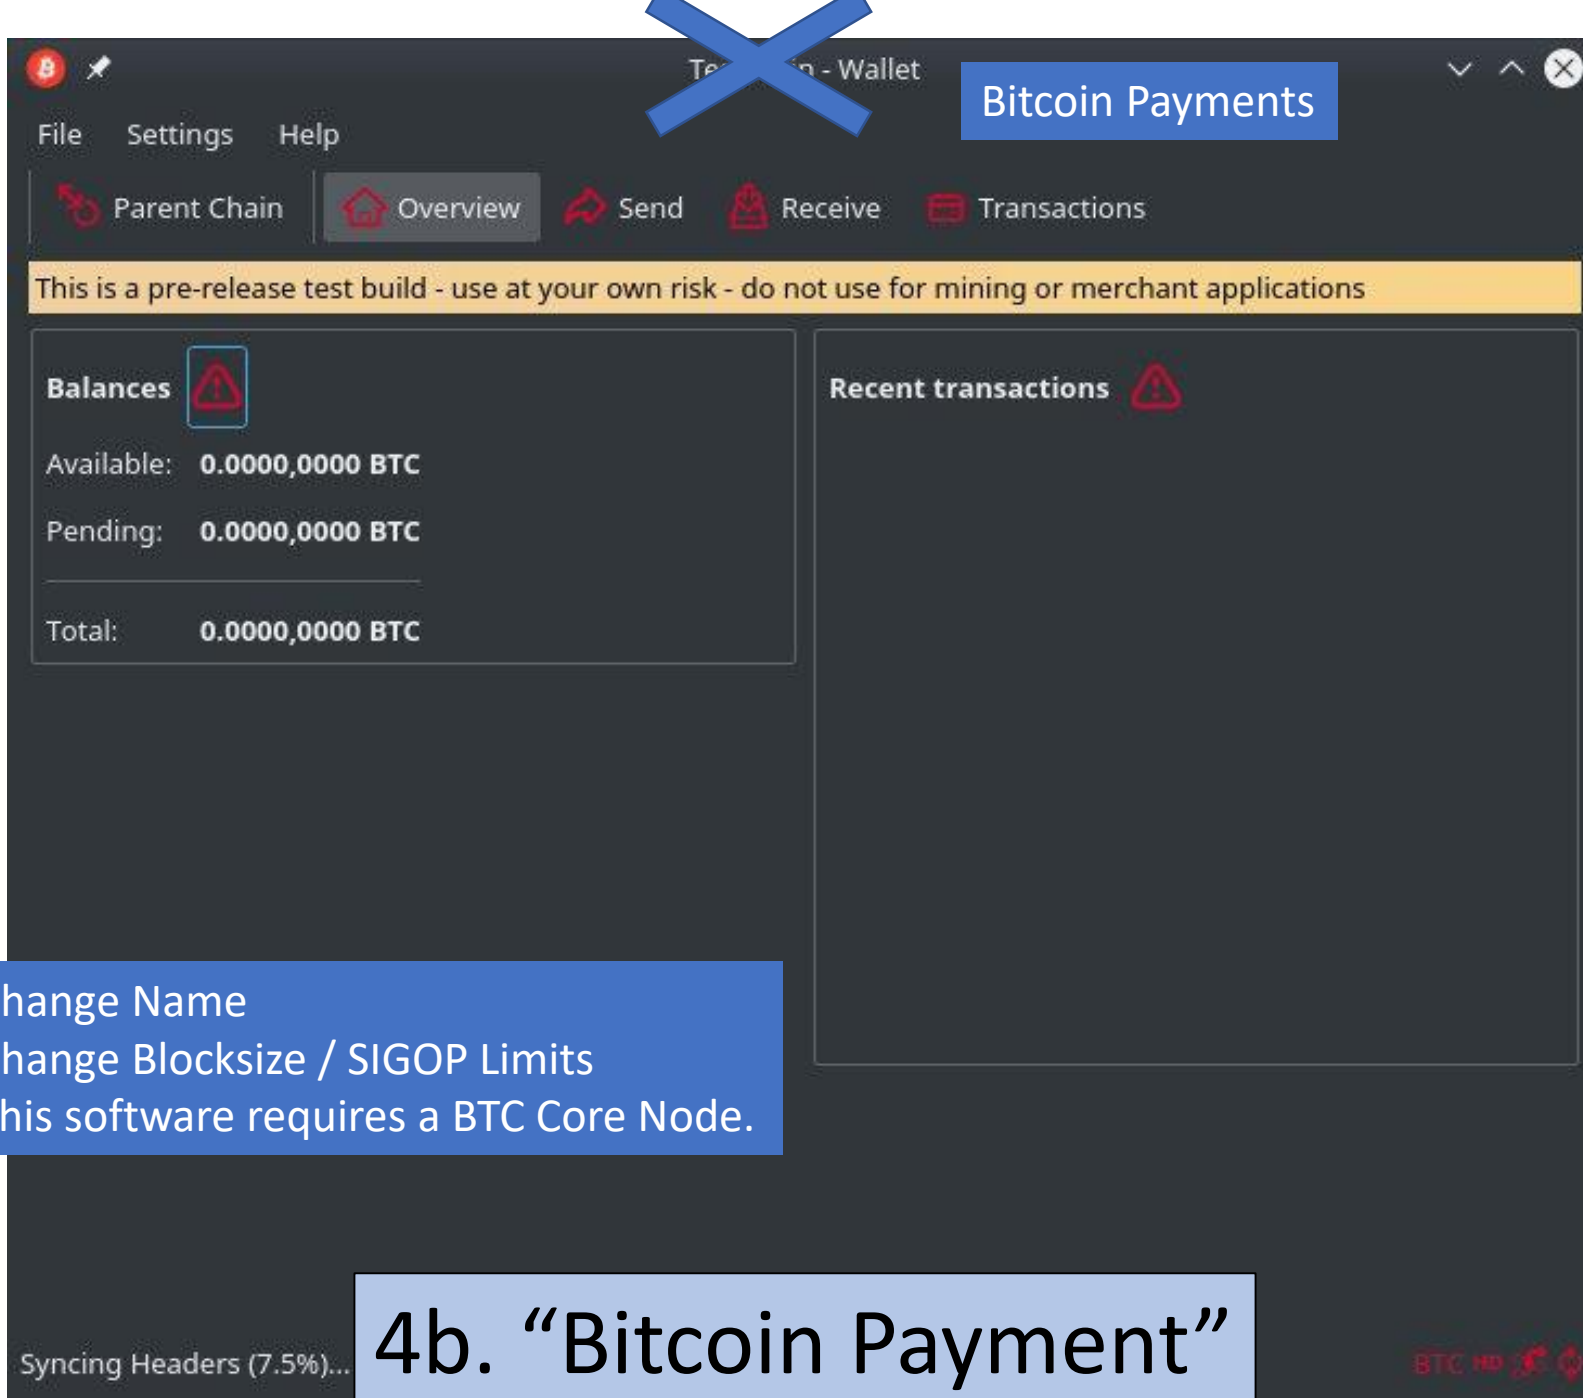 - Wallet
Bitcoin Payments
File Settings Help
Parent Chain Overview Send Receive Transactions
This is a pre-release test build - use at your own risk - do not use for mining or merchant applications
Balances
Available: 0.0000,0000 BTC
Pending: 0.0000,0000 BTC
Total: 0.0000,0000 BTC
Recent transactions
hange Name
hange Blocksize / SIGOP Limits
his software requires a BTC Core Node.
4b. “Bitcoin Payment”
Syncing Headers (7.5%)...
BTC HD